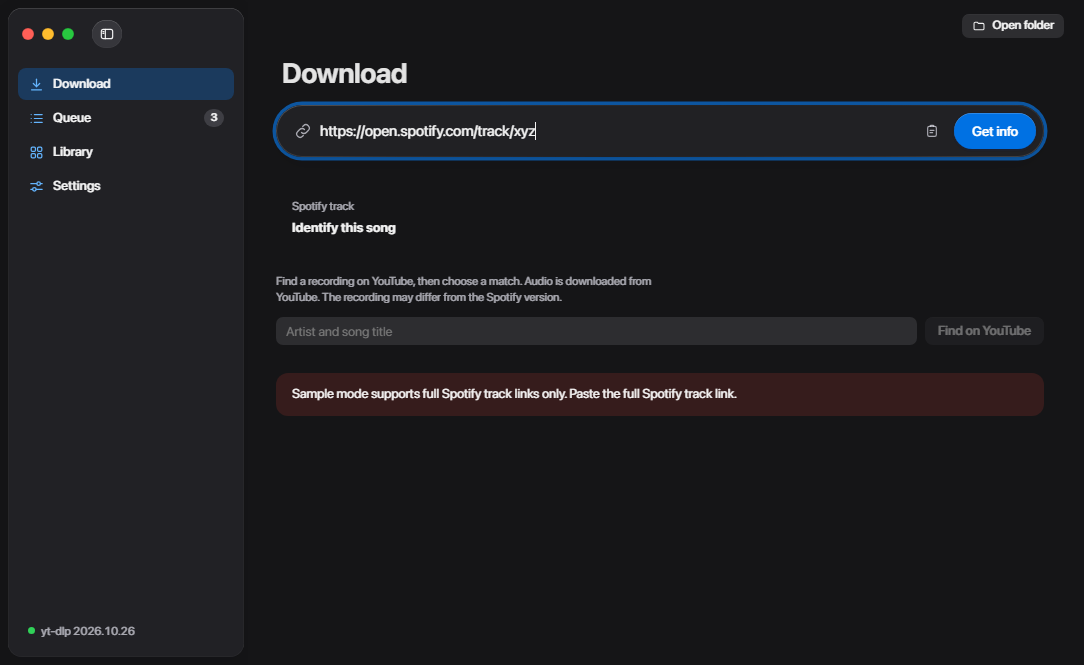 Open folder
Download
Queue
3
Library
Settings
Download
https://open.spotify.com/track/xyz
Get info
Spotify track
Identify this song
Find a recording on YouTube, then choose a match. Audio is downloaded from
YouTube. The recording may differ from the Spotify version.
Artist and song title
Find on YouTube
Sample mode supports full Spotify track links only. Paste the full Spotify track link.
yt-dlp 2026.10.26